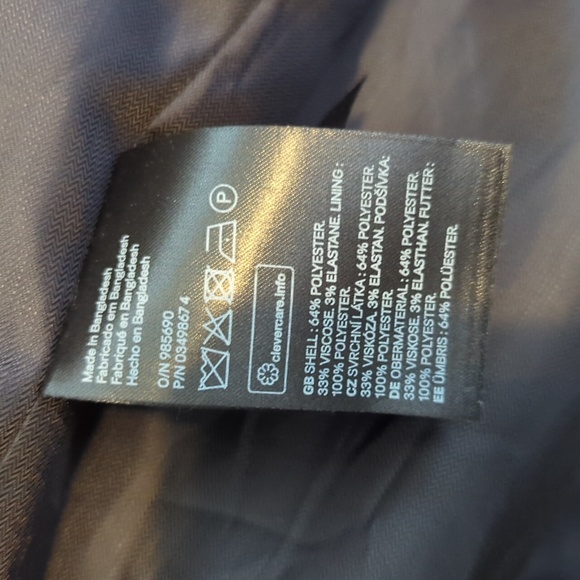 Made in Bangladesh
Fabricado em Bangladesh
Fabriqué en Bangladesh
Hecho en Bangladesh
O/N 985690
P/N 0349867 4
P
clevercare.info
GB SHELL : 64% POLYESTER.
33% VISCOSE. 3% ELASTANE. LINING :
100% POLYESTER.
CZ SVRCHNÍ LÁTKA : 64% POLYESTER.
33% VISKÓZA. 3% ELASTAN. PODŠÍVKA:
100% POLYESTER.
DE OBERMATERIAL : 64% POLYESTER.
33% VISKOSE. 3% ELASTHAN. FUTTER :
100% POLYESTER.
EE ÜMBRIS : 64% POLÜESTER.